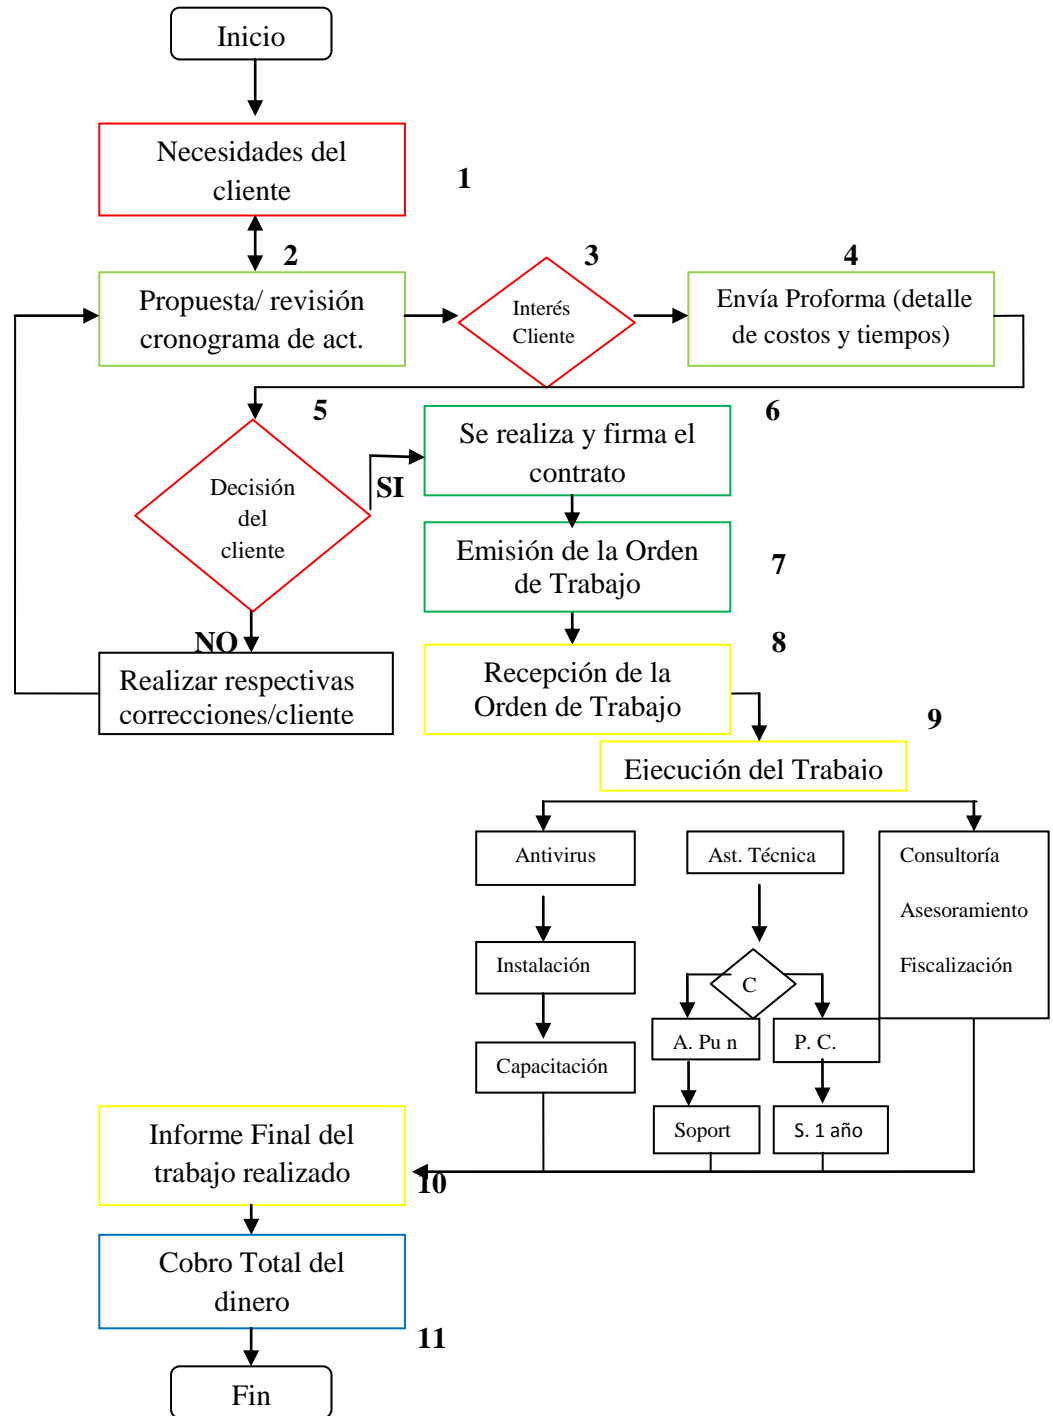 Inicio
Necesidades del
cliente
1
2
Propuesta/ revisión
cronograma de act.
3
Interés
Cliente
4
Envía Proforma (detalle
de costos y tiempos)
5
Decisión
del
cliente
SI
NO
Realizar respectivas
correcciones/cliente
6
Se realiza y firma el
contrato
Emisión de la Orden
de Trabajo
7
8
Recepción de la
Orden de Trabajo
9
Ejecución del Trabajo
Antivirus
Instalación
Capacitación
Ast. Técnica
C
A. Pu n
Soport
P. C.
S. 1 año
Consultoría
Asesoramiento
Fiscalización
Informe Final del
trabajo realizado
10
Cobro Total del
dinero
11
Fin